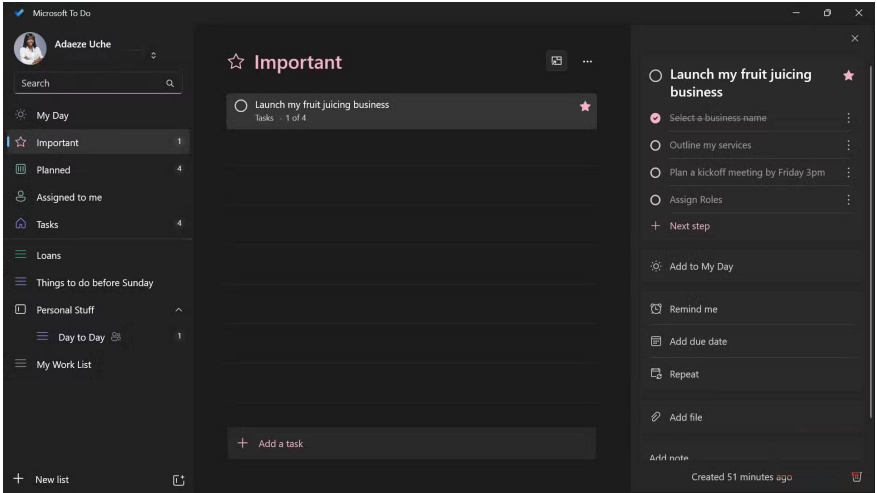 Microsoft To Do
Adaeze Uche
Search
My Day
Important 1
Planned 4
Assigned to me
Tasks 4
Loans
Things to do before Sunday
Personal Stuff
Day to Day 1
My Work List
New list
Important
Launch my fruit juicing business
Tasks · 1 of 4
Add a task
Launch my fruit juicing
business
Select a business name
Outline my services
Plan a kickoff meeting by Friday 3pm
Assign Roles
Next step
Add to My Day
Remind me
Add due date
Repeat
Add file
Add note
Created 51 minutes ago